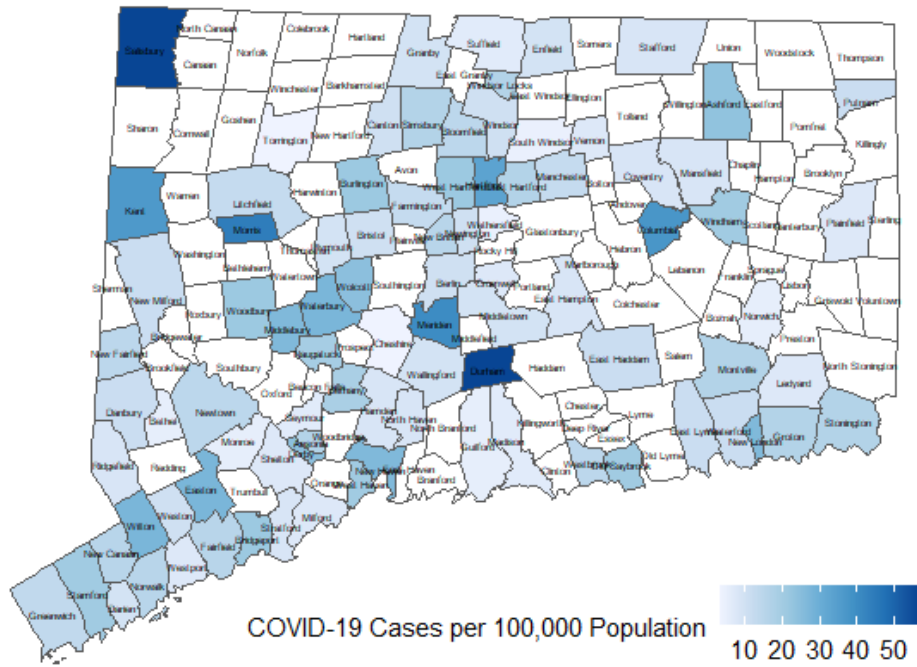 North Canaan
Colebrook
Hartland
Suffield
Enfield
Somers
Stafford
Union
Woodstock
Thompson
Salisbury
Canaan
Norfolk
Granby
East Granby
Windsor Locks
Winchester
Barkhamsted
East Windsor
Ellington
Willington
Ashford
Eastford
Putnam
Sharon
Cornwall
Goshen
Torrington
New Hartford
Canton
Simsbury
Bloomfield
Windsor
South Windsor
Vernon
Tolland
Pomfret
Killingly
Kent
Warren
Litchfield
Harwinton
Burlington
Avon
West Hartford
Hartford
East Hartford
Manchester
Bolton
Coventry
Mansfield
Chaplin
Hampton
Brooklyn
Morris
Farmington
Wethersfield
Newington
New Britain
Glastonbury
Andover
Columbia
Hebron
Windham
Scotland
Canterbury
Plainfield
Sterling
Washington
Bethlehem
Thomaston
Plymouth
Bristol
Plainville
Rocky Hill
Watertown
Marlborough
Lebanon
Sherman
New Milford
Roxbury
Woodbury
Waterbury
Wolcott
Southington
Berlin
Cromwell
Portland
East Hampton
Colchester
Franklin
Sprague
Lisbon
Griswold
Voluntown
Bridgewater
Middlebury
Meriden
Middletown
Middlefield
Bozrah
Norwich
Preston
New Fairfield
Brookfield
Southbury
Naugatuck
Prospect
Cheshire
Wallingford
Durham
Haddam
East Haddam
Salem
Montville
Ledyard
North Stonington
Danbury
Bethel
Newtown
Oxford
Beacon Falls
Bethany
Seymour
Hamden
North Haven
North Branford
Killingworth
Chester
Deep River
Essex
Lyme
Ridgefield
Redding
Monroe
Shelton
Ansonia
Derby
Woodbridge
New Haven
East Haven
Branford
Guilford
Madison
Clinton
Westbrook
Old Saybrook
Old Lyme
East Lyme
Waterford
New London
Groton
Stonington
Easton
Trumbull
Orange
West Haven
Milford
Wilton
Weston
Stratford
Bridgeport
Fairfield
New Canaan
Westport
Norwalk
Stamford
Darien
Greenwich
COVID-19 Cases per 100,000 Population
10 20 30 40 50